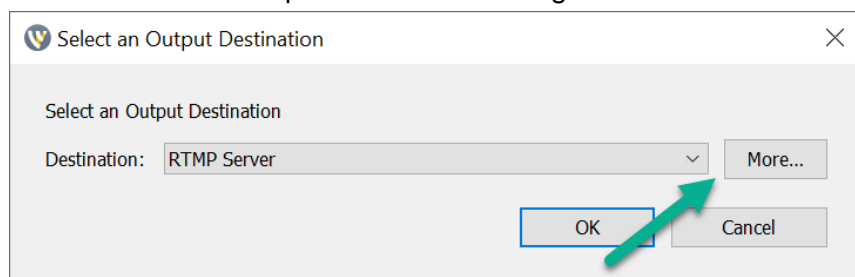 Select an Output Destination
Select an Output Destination
Destination: RTMP Server More...
OK Cancel